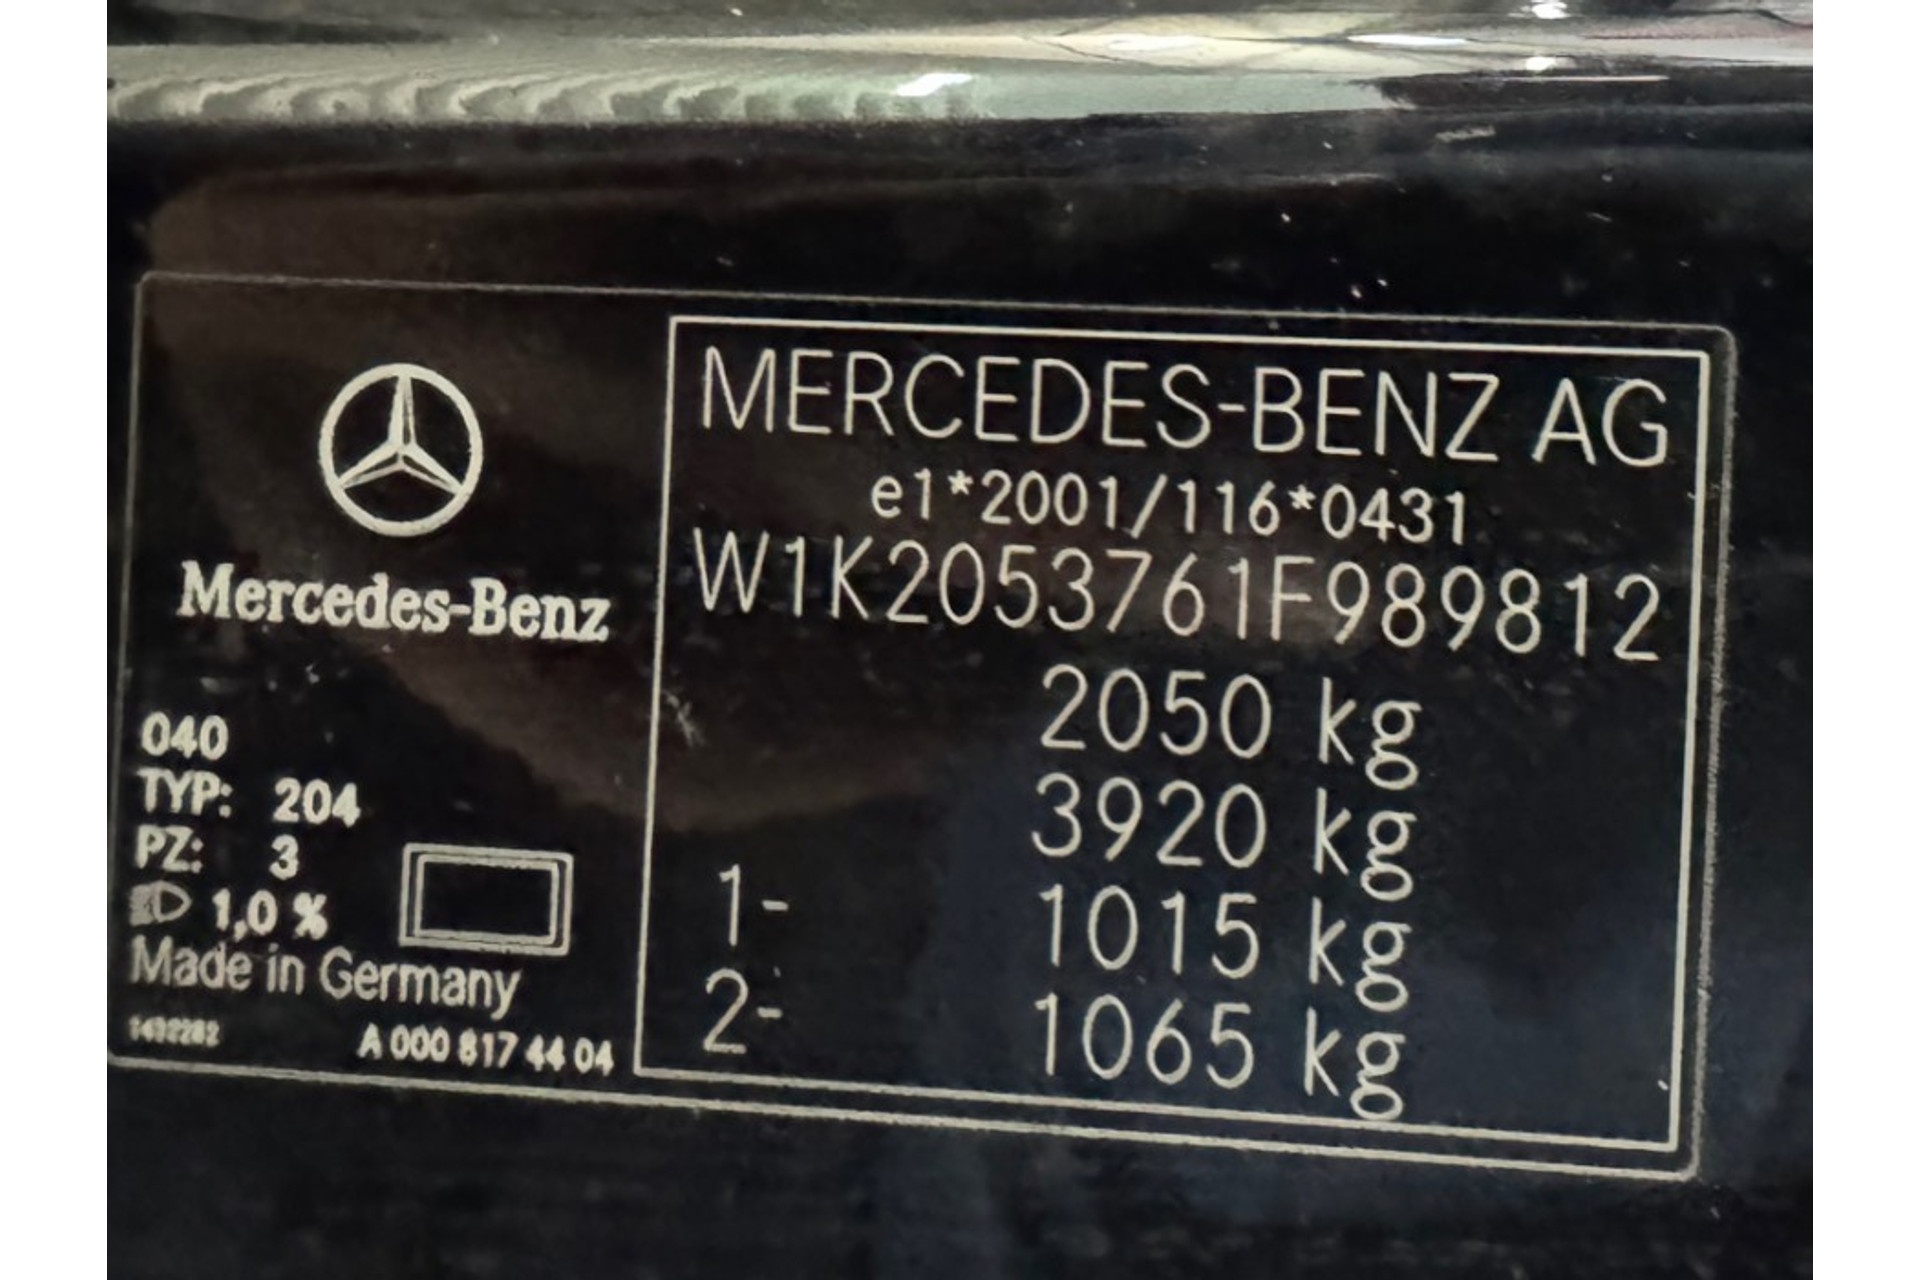 Mercedes-Benz
040
TYP: 204
PZ: 3
1,0 %
Made in Germany
A 000 817 44 04
MERCEDES-BENZ AG
e1*2001/116*0431
W1K2053761F989812
2050 kg
3920 kg
1- 1015 kg
2- 1065 kg